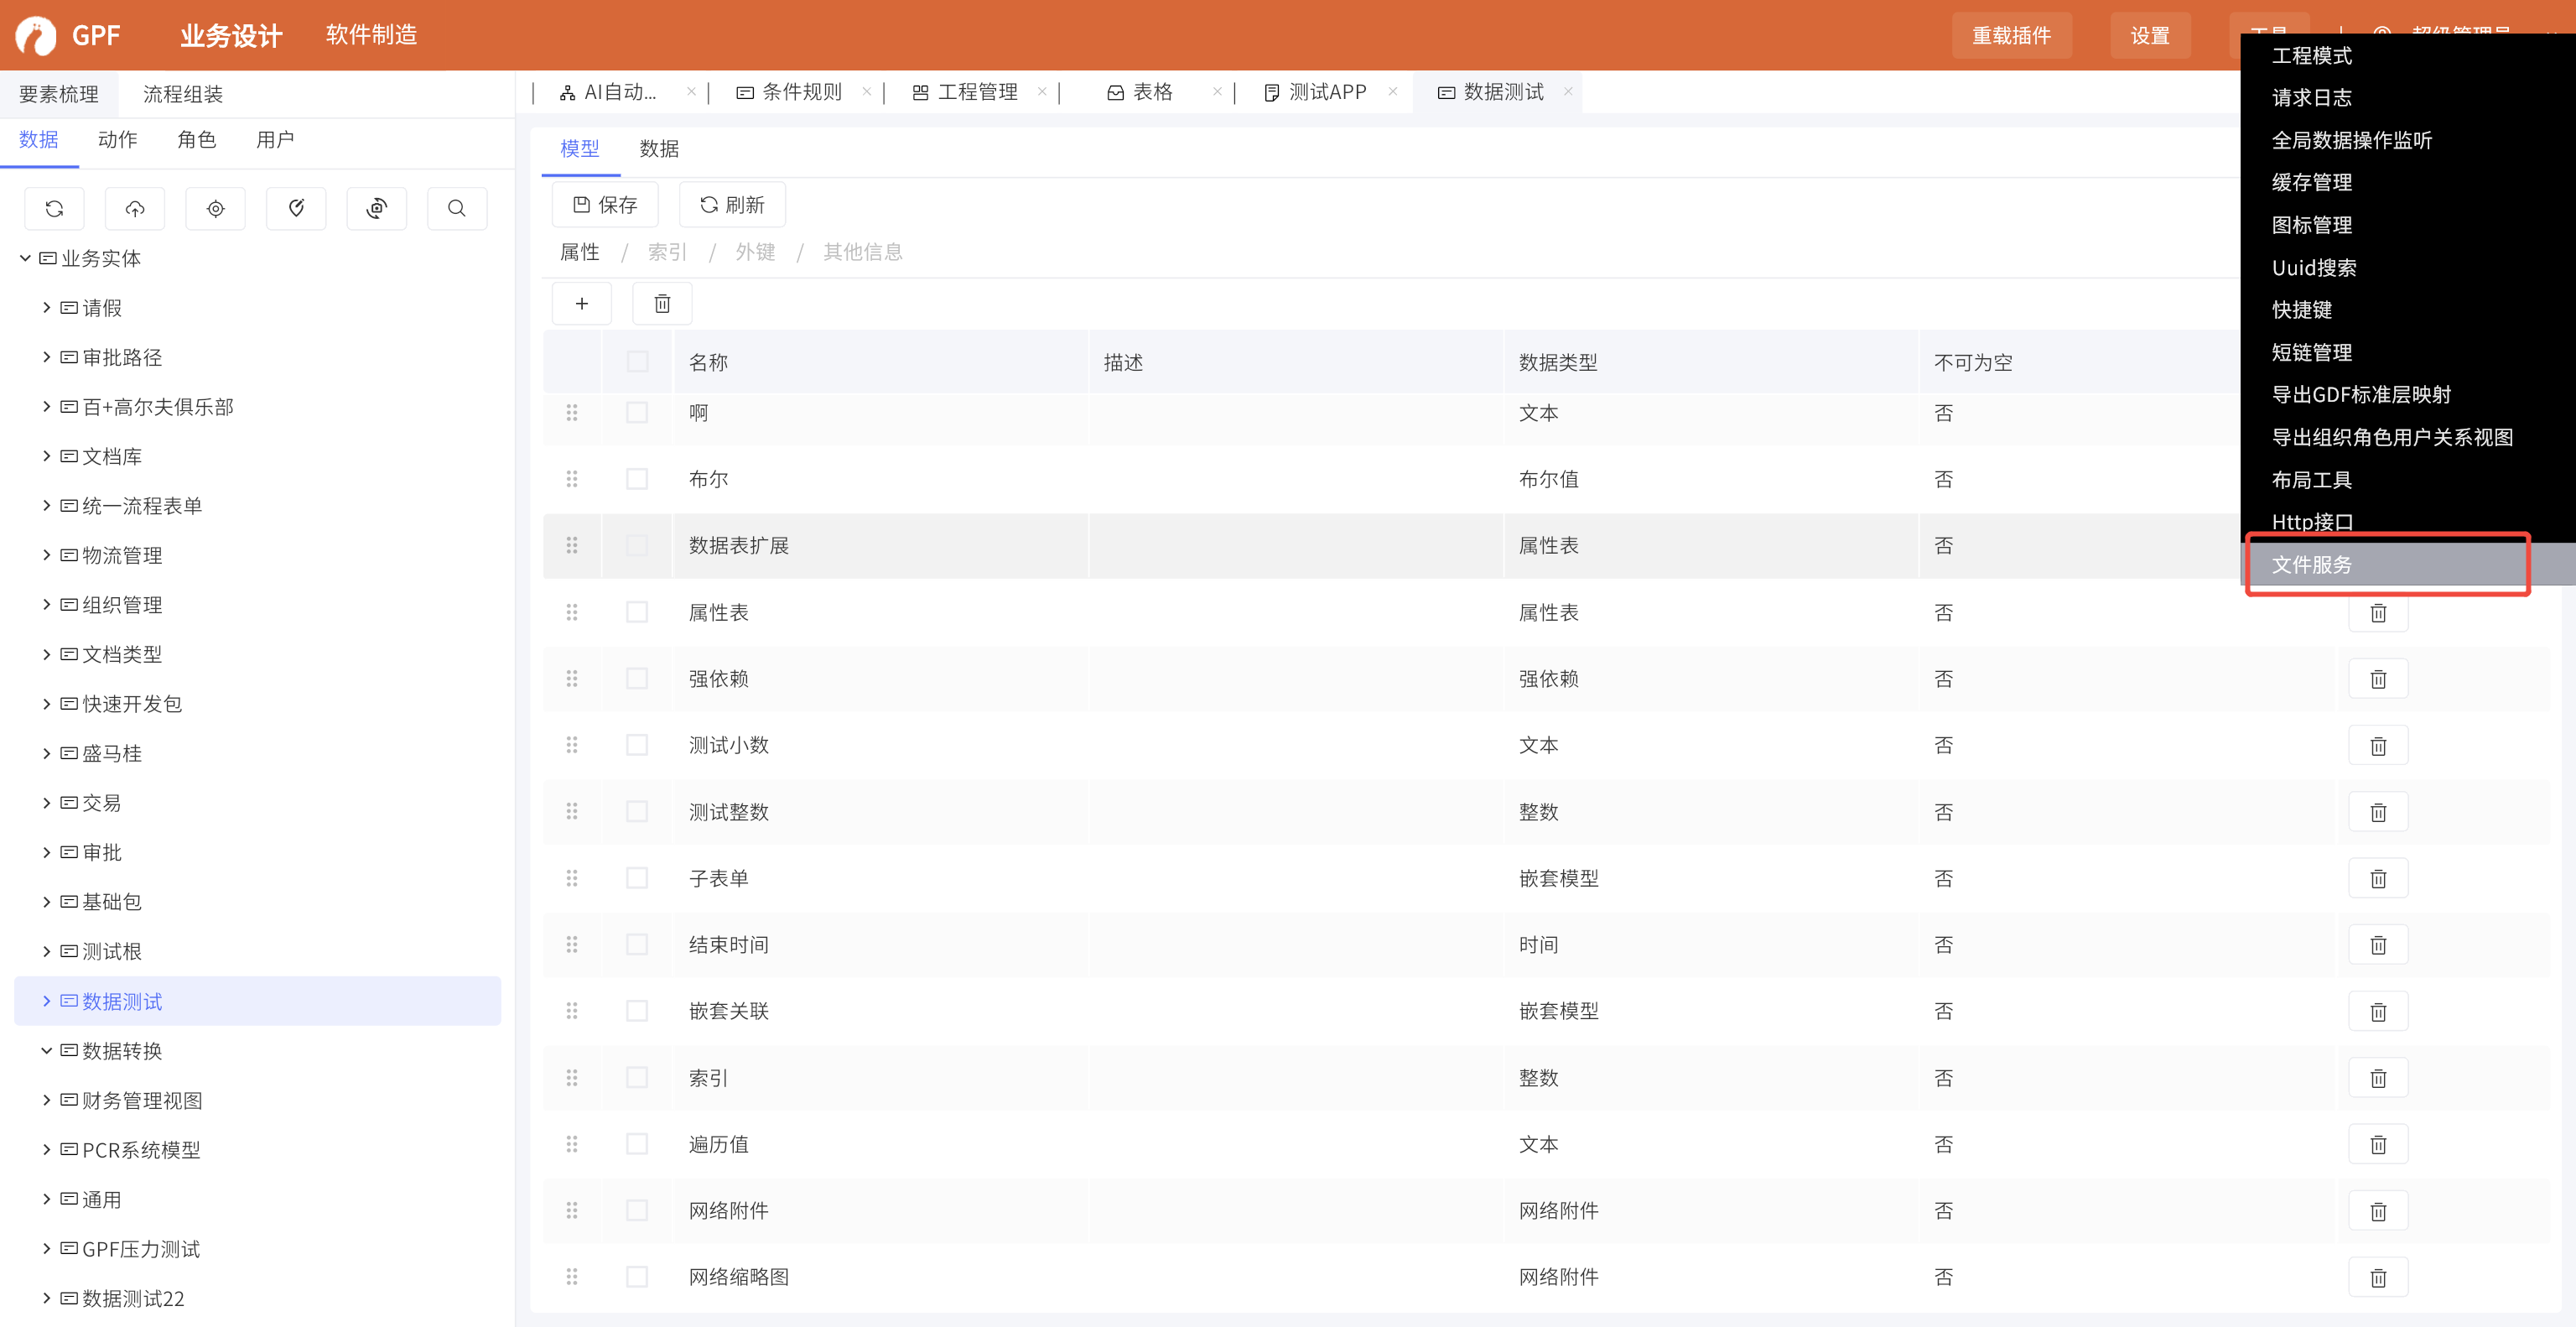 GPF 业务设计 软件制造 重载插件 设置 工具 超级管理员
要素梳理 流程组装
AI自动... 条件规则 工程管理 表格 测试APP 数据测试
数据 动作 角色 用户
业务实体
请假
审批路径
百+高尔夫俱乐部
文档库
统一流程表单
物流管理
组织管理
文档类型
快速开发包
盛马桂
交易
审批
基础包
测试根
数据测试
数据转换
财务管理视图
PCR系统模型
通用
GPF压力测试
数据测试22
模型 数据
保存 刷新
属性 / 索引 / 外键 / 其他信息
名称 描述 数据类型 不可为空
啊 文本 否
布尔 布尔值 否
数据表扩展 属性表 否
属性表 属性表 否
强依赖 强依赖 否
测试小数 文本 否
测试整数 整数 否
子表单 嵌套模型 否
结束时间 时间 否
嵌套关联 嵌套模型 否
索引 整数 否
遍历值 文本 否
网络附件 网络附件 否
网络缩略图 网络附件 否
工程模式
请求日志
全局数据操作监听
缓存管理
图标管理
Uuid搜索
快捷键
短链管理
导出GDF标准层映射
导出组织角色用户关系视图
布局工具
Http接口
文件服务